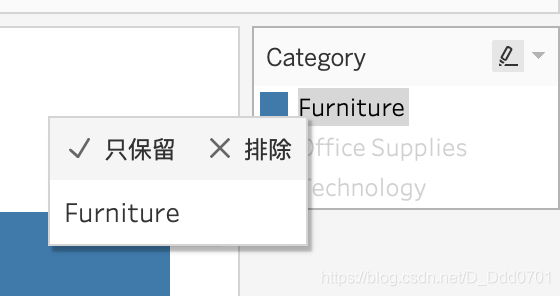 Category
Furniture
只保留 排除
Office Supplies
Technology
Furniture
https://blog.csdn.net/D_Ddd0701